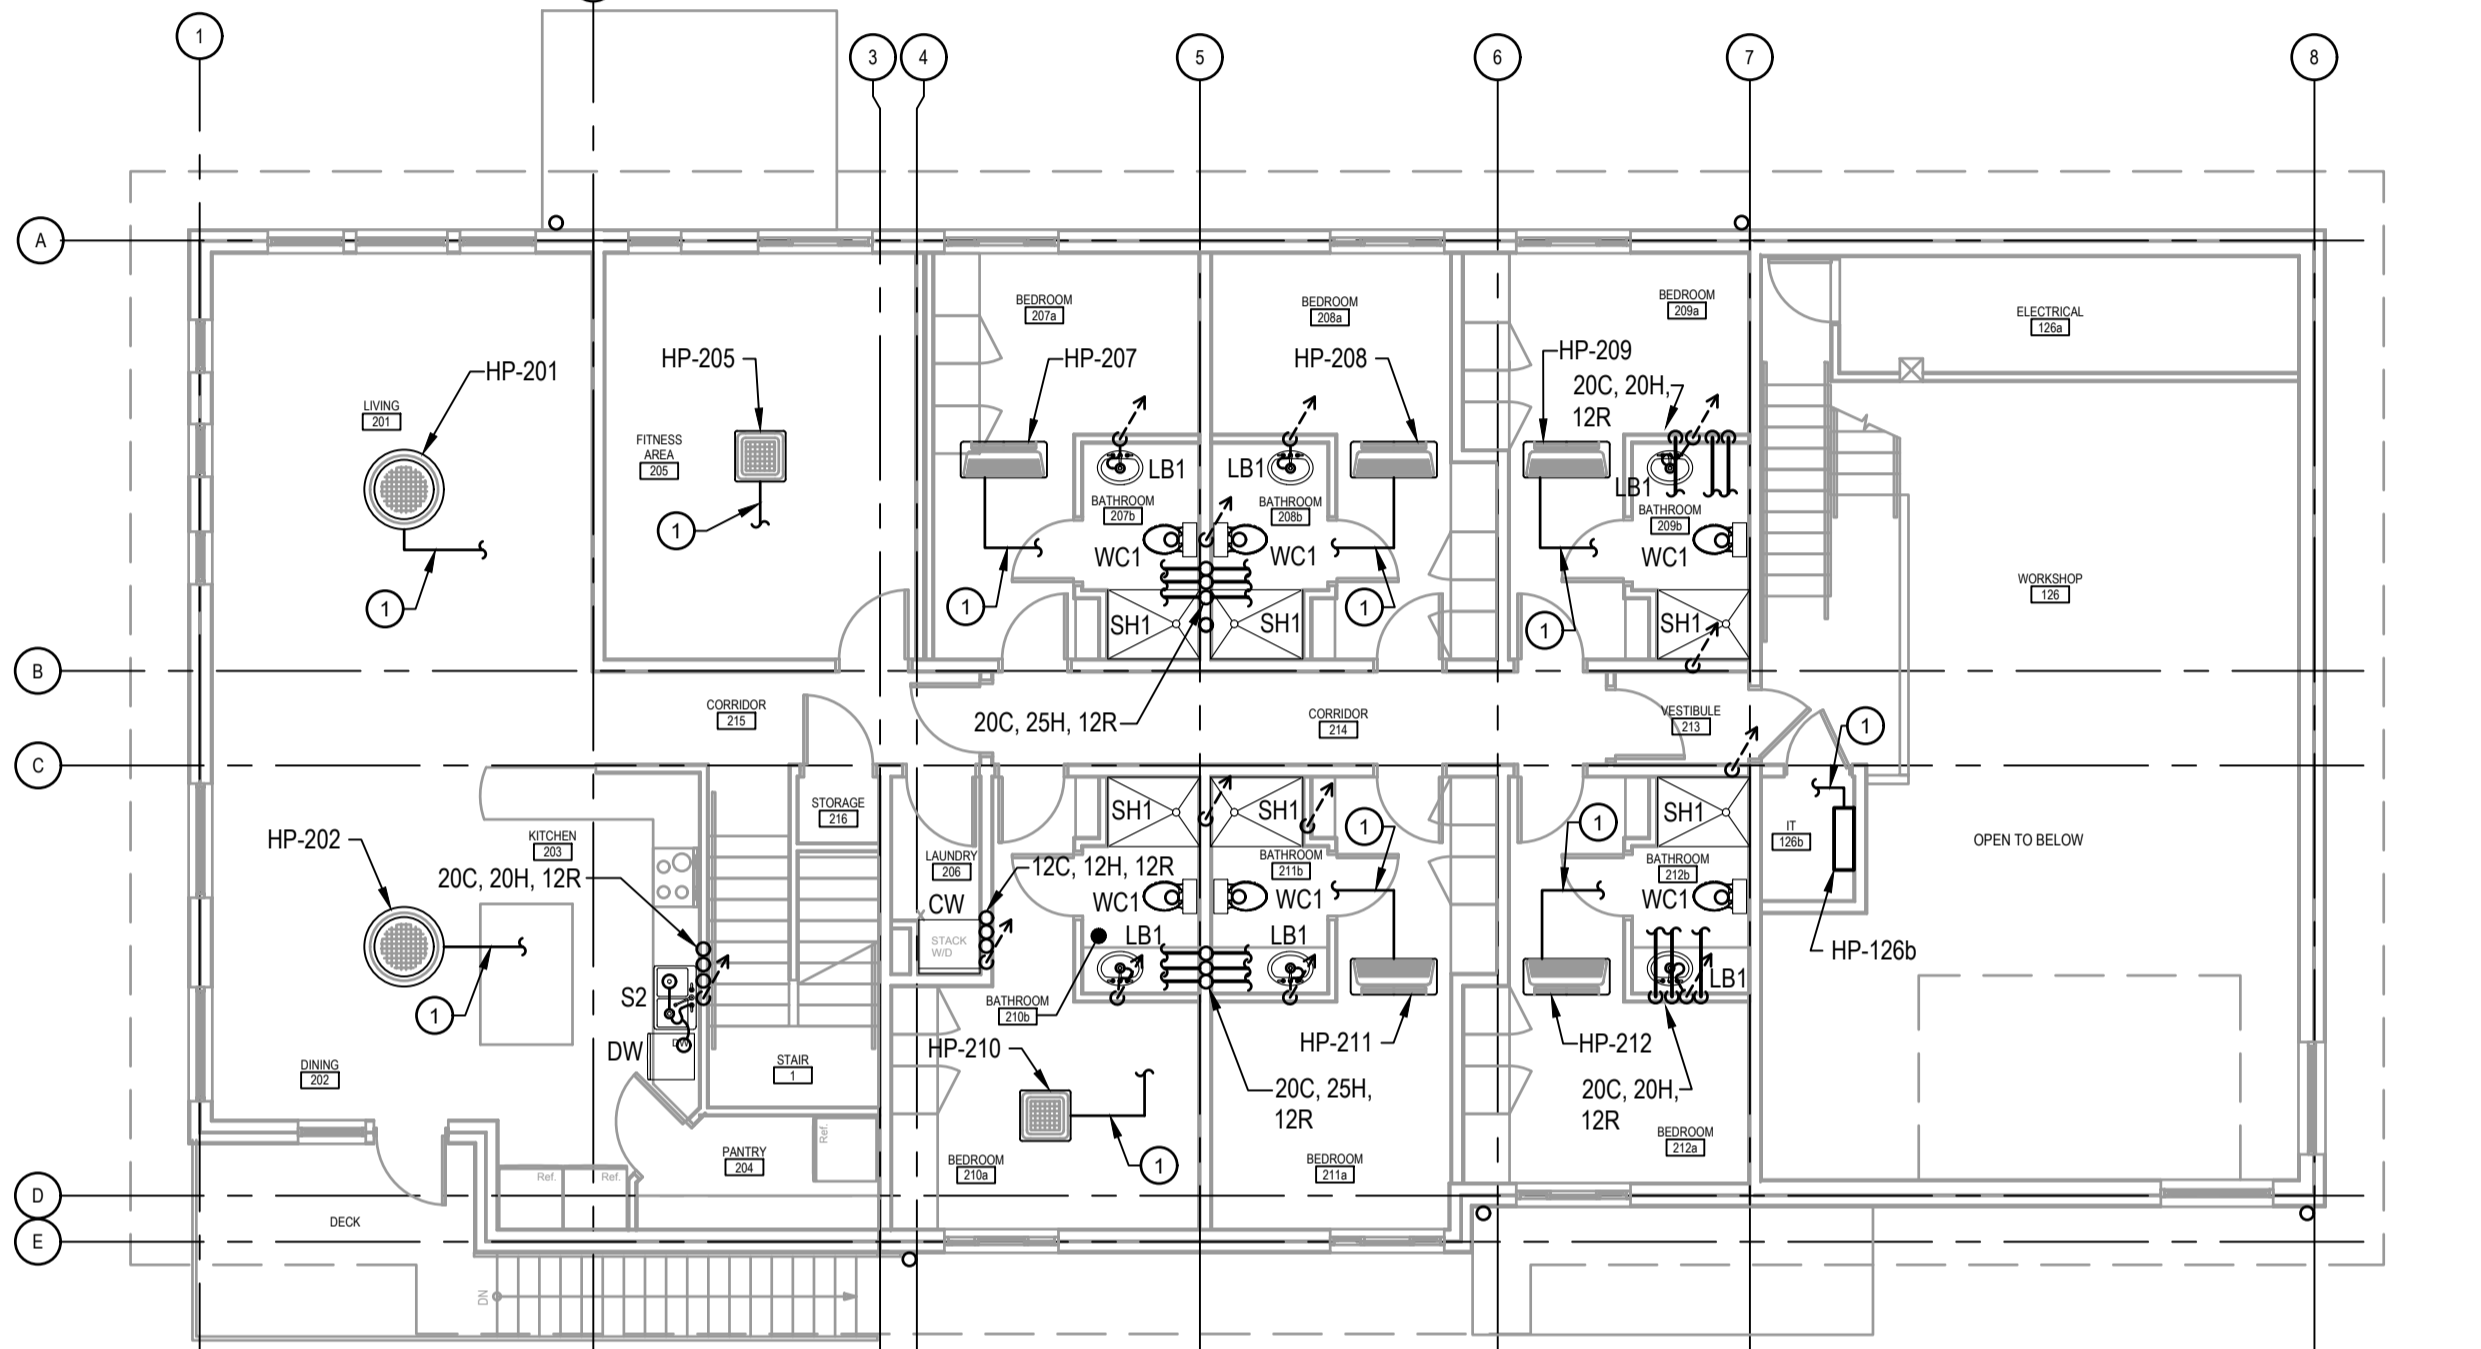 1
3
4
5
6
7
8
A
BEDROOM
207a
BEDROOM
208a
BEDROOM
209a
ELECTRICAL
126a
HP-201
HP-205
HP-207
HP-208
HP-209
20C, 20H,
12R
LIVING
201
FITNESS
AREA
205
LB1
LB1
LB1
BATHROOM
207b
BATHROOM
208b
BATHROOM
209b
WC1
WC1
WC1
1
1
1
1
1
1
SH1
SH1
SH1
WORKSHOP
126
B
CORRIDOR
215
20C, 25H, 12R
CORRIDOR
214
VESTIBULE
213
1
C
STORAGE
216
SH1
SH1
SH1
1
1
IT
126b
OPEN TO BELOW
HP-202
KITCHEN
203
20C, 20H, 12R
LAUNDRY
206
12C, 12H, 12R
BATHROOM
211b
BATHROOM
212b
CW
WC1
WC1
WC1
STACK
W/D
LB1
LB1
LB1
HP-126b
S2
1
BATHROOM
210b
DW
DW
HP-210
HP-211
HP-212
DINING
202
STAIR
1
20C, 25H,
12R
20C, 20H,
12R
Ref.
PANTRY
204
BEDROOM
210a
1
BEDROOM
211a
BEDROOM
212a
Ref.
Ref.
D
DECK
E
DN